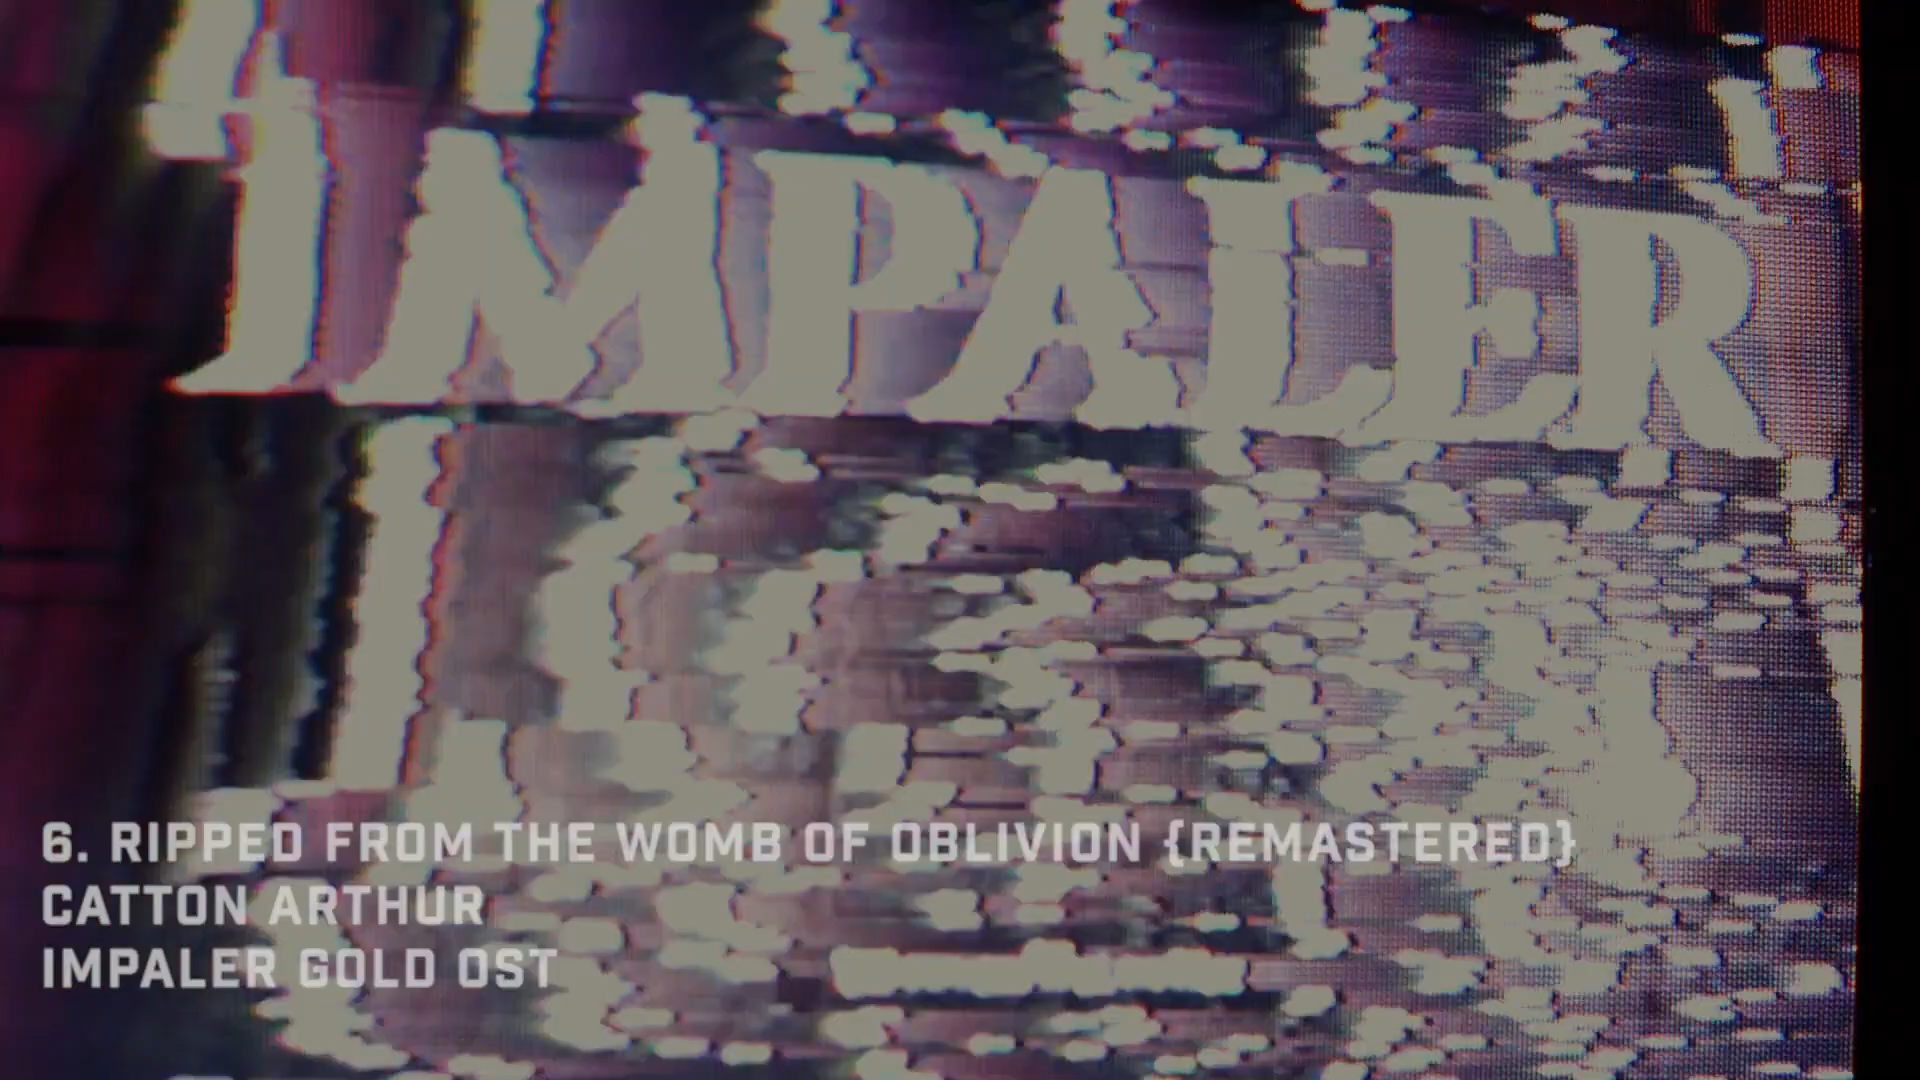 IMPALER
6. RIPPED FROM THE WOMB OF OBLIVION {REMASTERED}
CATTON ARTHUR
IMPALER GOLD OST